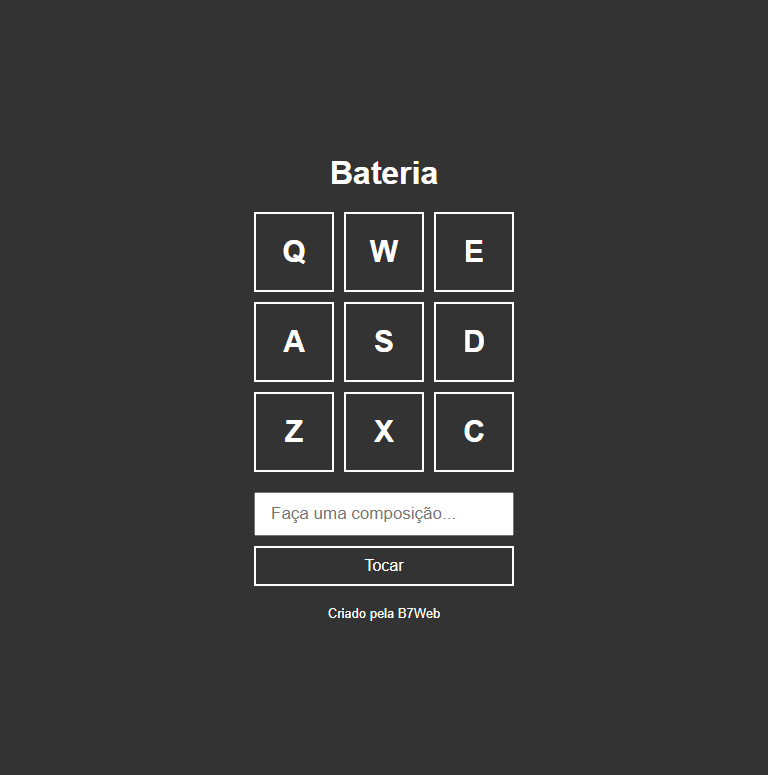 Bateria
Q W E
A S D
Z X C
Faça uma composição...
Tocar
Criado pela B7Web